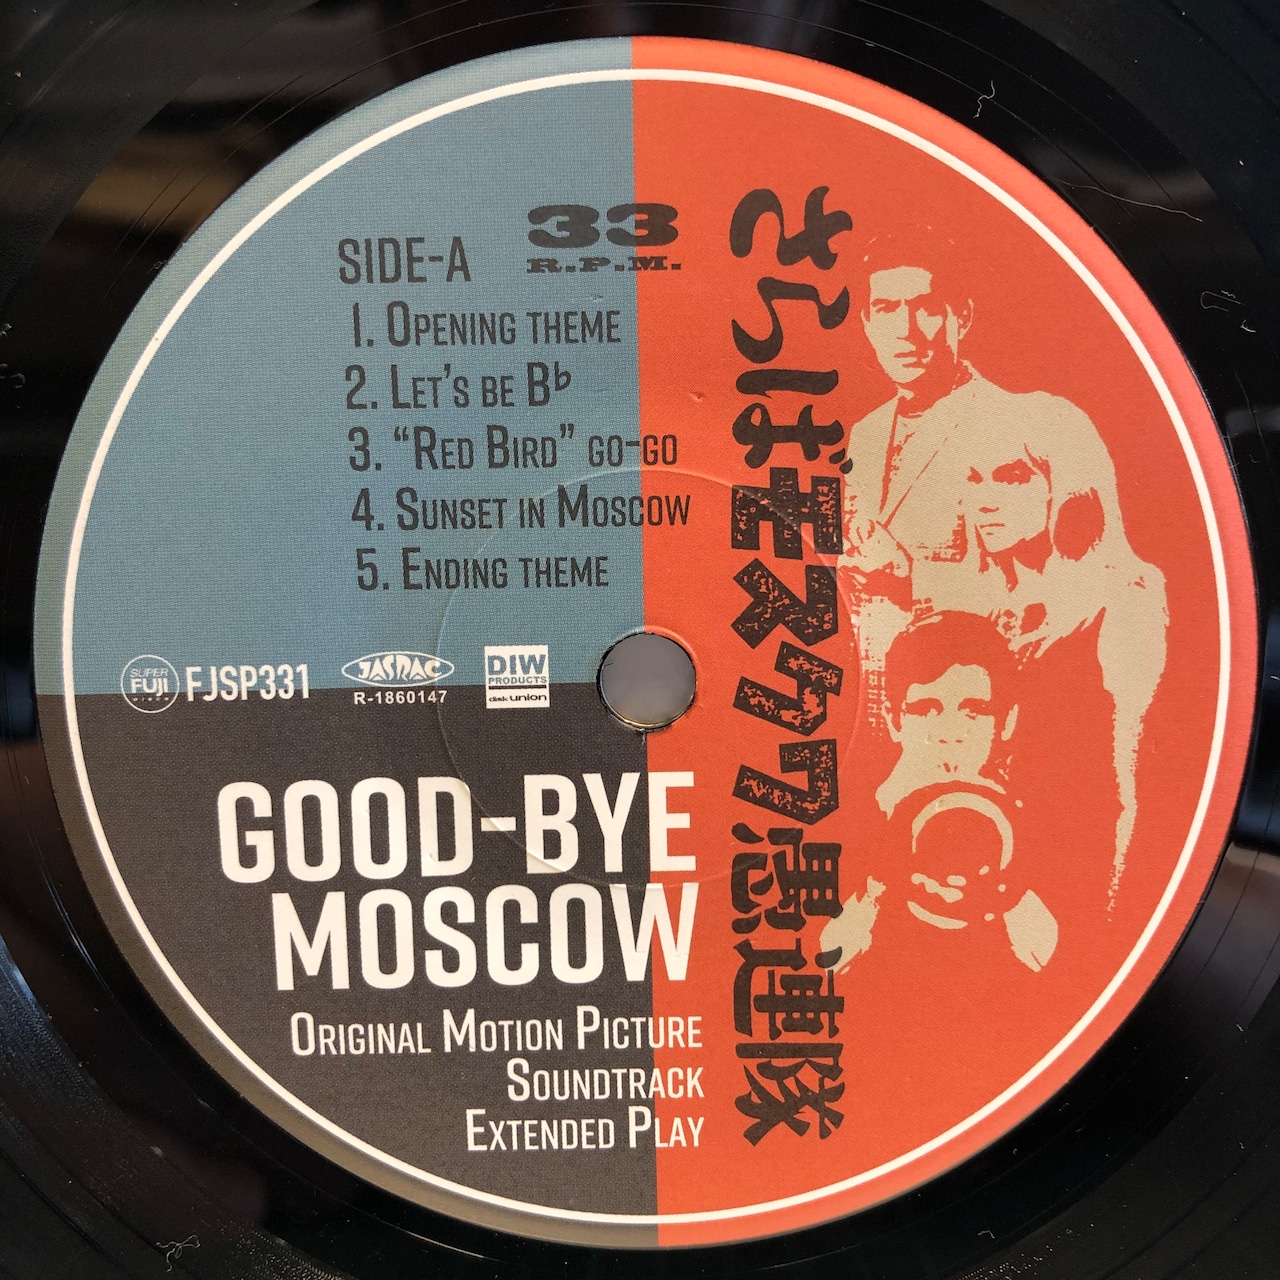 33
R.P.M.
SIDE-A
1. OPENING THEME
2. LET'S BE B♭
3. "RED BIRD" GO-GO
4. SUNSET IN MOSCOW
5. ENDING THEME
SUPER
FUJI
DISCS
FJSP331
JASRAC
R-1860147
DIW
PRODUCTS
disk union
GOOD-BYE
MOSCOW
ORIGINAL MOTION PICTURE
SOUNDTRACK
EXTENDED PLAY
さらばモスクワ愚連隊